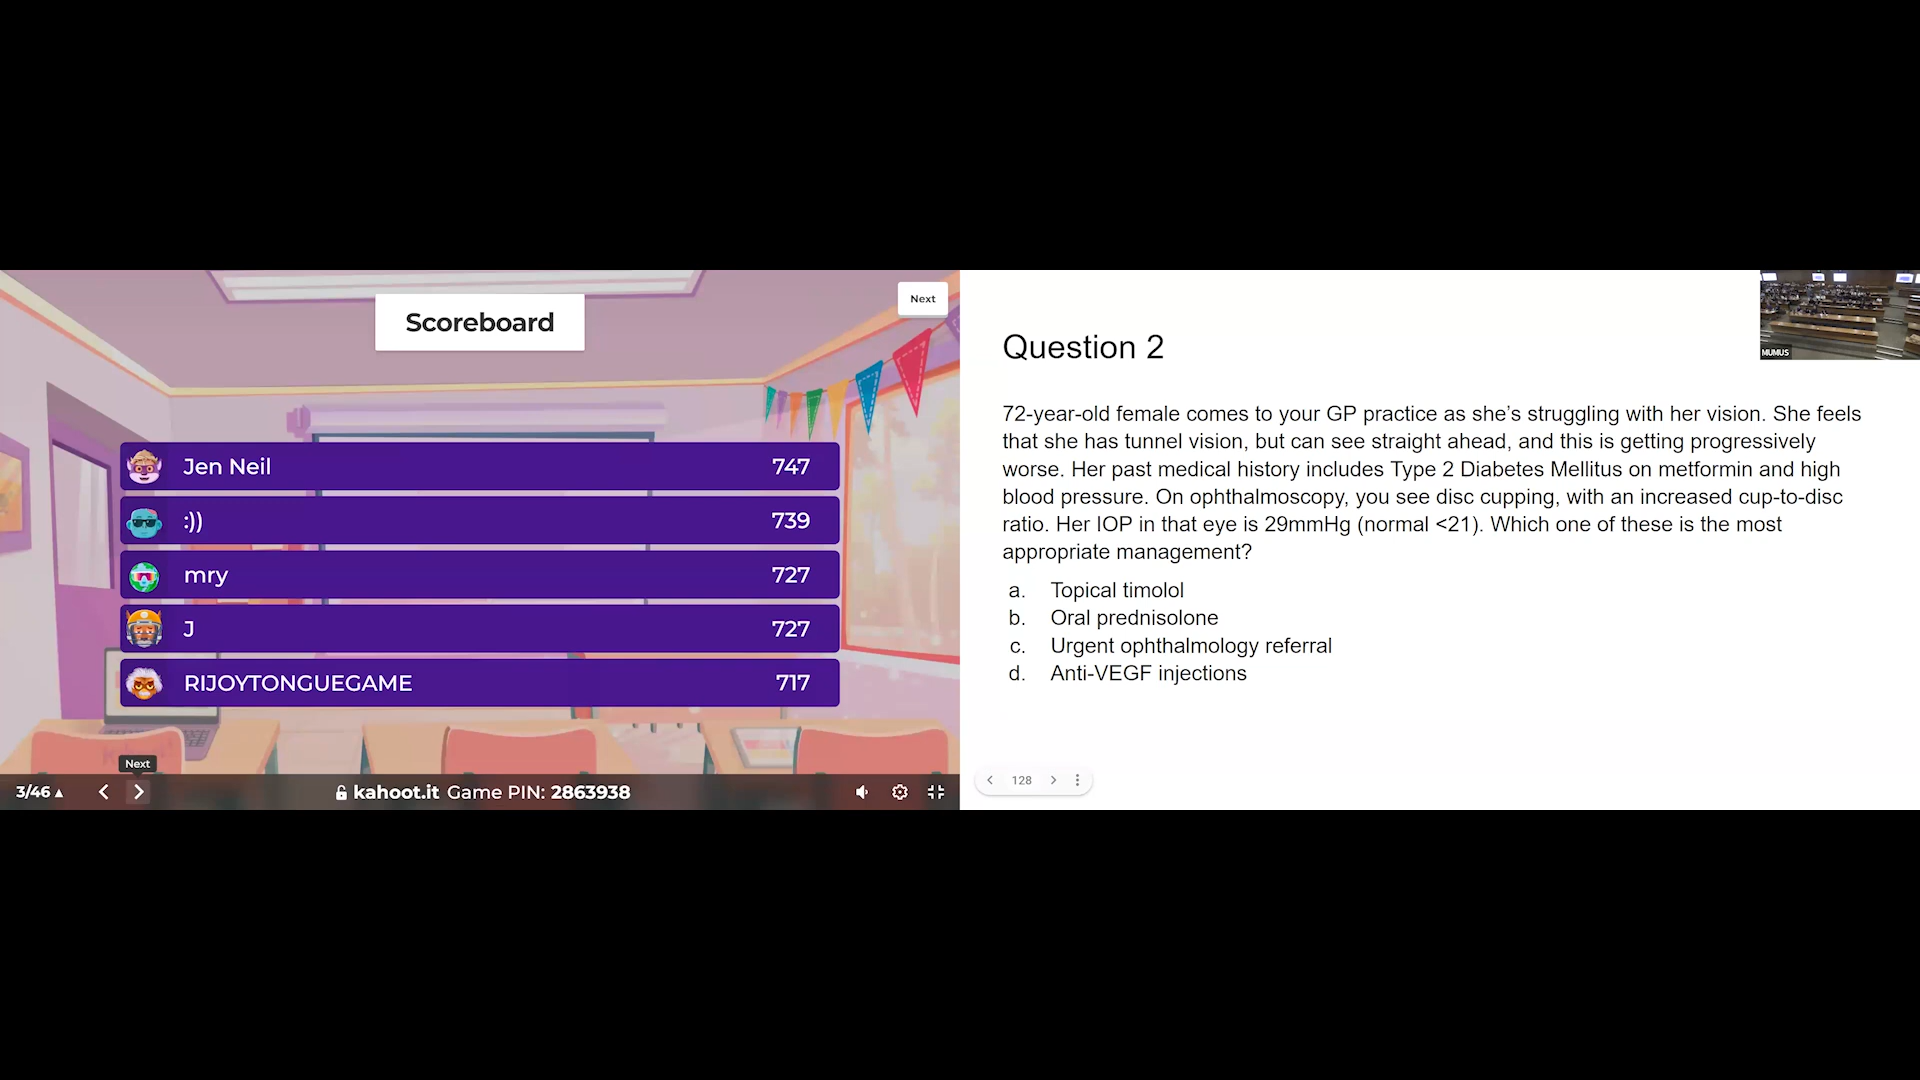 Scoreboard
Next
Jen Neil 747
:)) 739
mry 727
J 727
RIJOYTONGUEGAME 717
Next
3/46
kahoot.it Game PIN: 2863938
Question 2
MUMUS
72-year-old female comes to your GP practice as she’s struggling with her vision. She feels
that she has tunnel vision, but can see straight ahead, and this is getting progressively
worse. Her past medical history includes Type 2 Diabetes Mellitus on metformin and high
blood pressure. On ophthalmoscopy, you see disc cupping, with an increased cup-to-disc
ratio. Her IOP in that eye is 29mmHg (normal <21). Which one of these is the most
appropriate management?
a. Topical timolol
b. Oral prednisolone
c. Urgent ophthalmology referral
d. Anti-VEGF injections
128